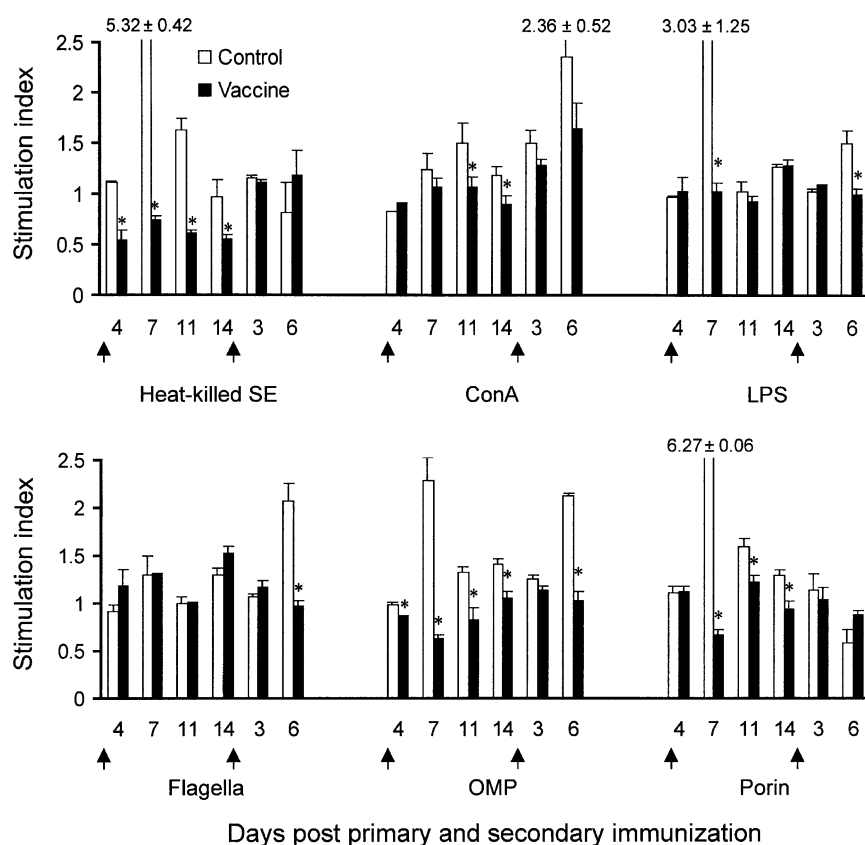 5.32 ± 0.42
2.36 ± 0.52
3.03 ± 1.25
Stimulation index
2.5
2
1.5
1
0.5
0
Control
Vaccine
* * * *
* *
* *
4 7 11 14 3 6
4 7 11 14 3 6
4 7 11 14 3 6
Heat-killed SE
ConA
LPS
6.27 ± 0.06
Stimulation index
2.5
2
1.5
1
0.5
0
*
* * * * *
* * *
4 7 11 14 3 6
4 7 11 14 3 6
4 7 11 14 3 6
Flagella
OMP
Porin
Days post primary and secondary immunization